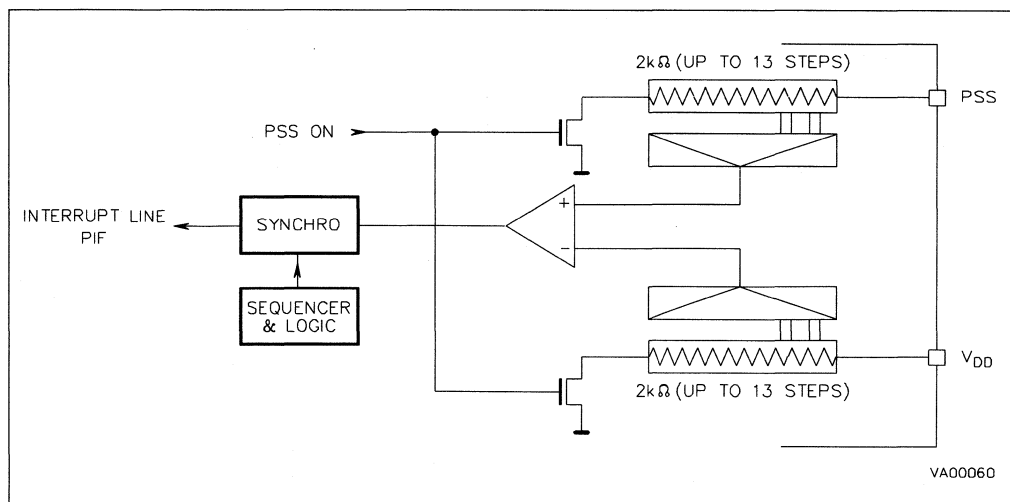 2kΩ (UP TO 13 STEPS)
PSS
PSS ON
+
INTERRUPT LINE
PIF
SYNCHRO
−
SEQUENCER
& LOGIC
VDD
2kΩ (UP TO 13 STEPS)
VA00060